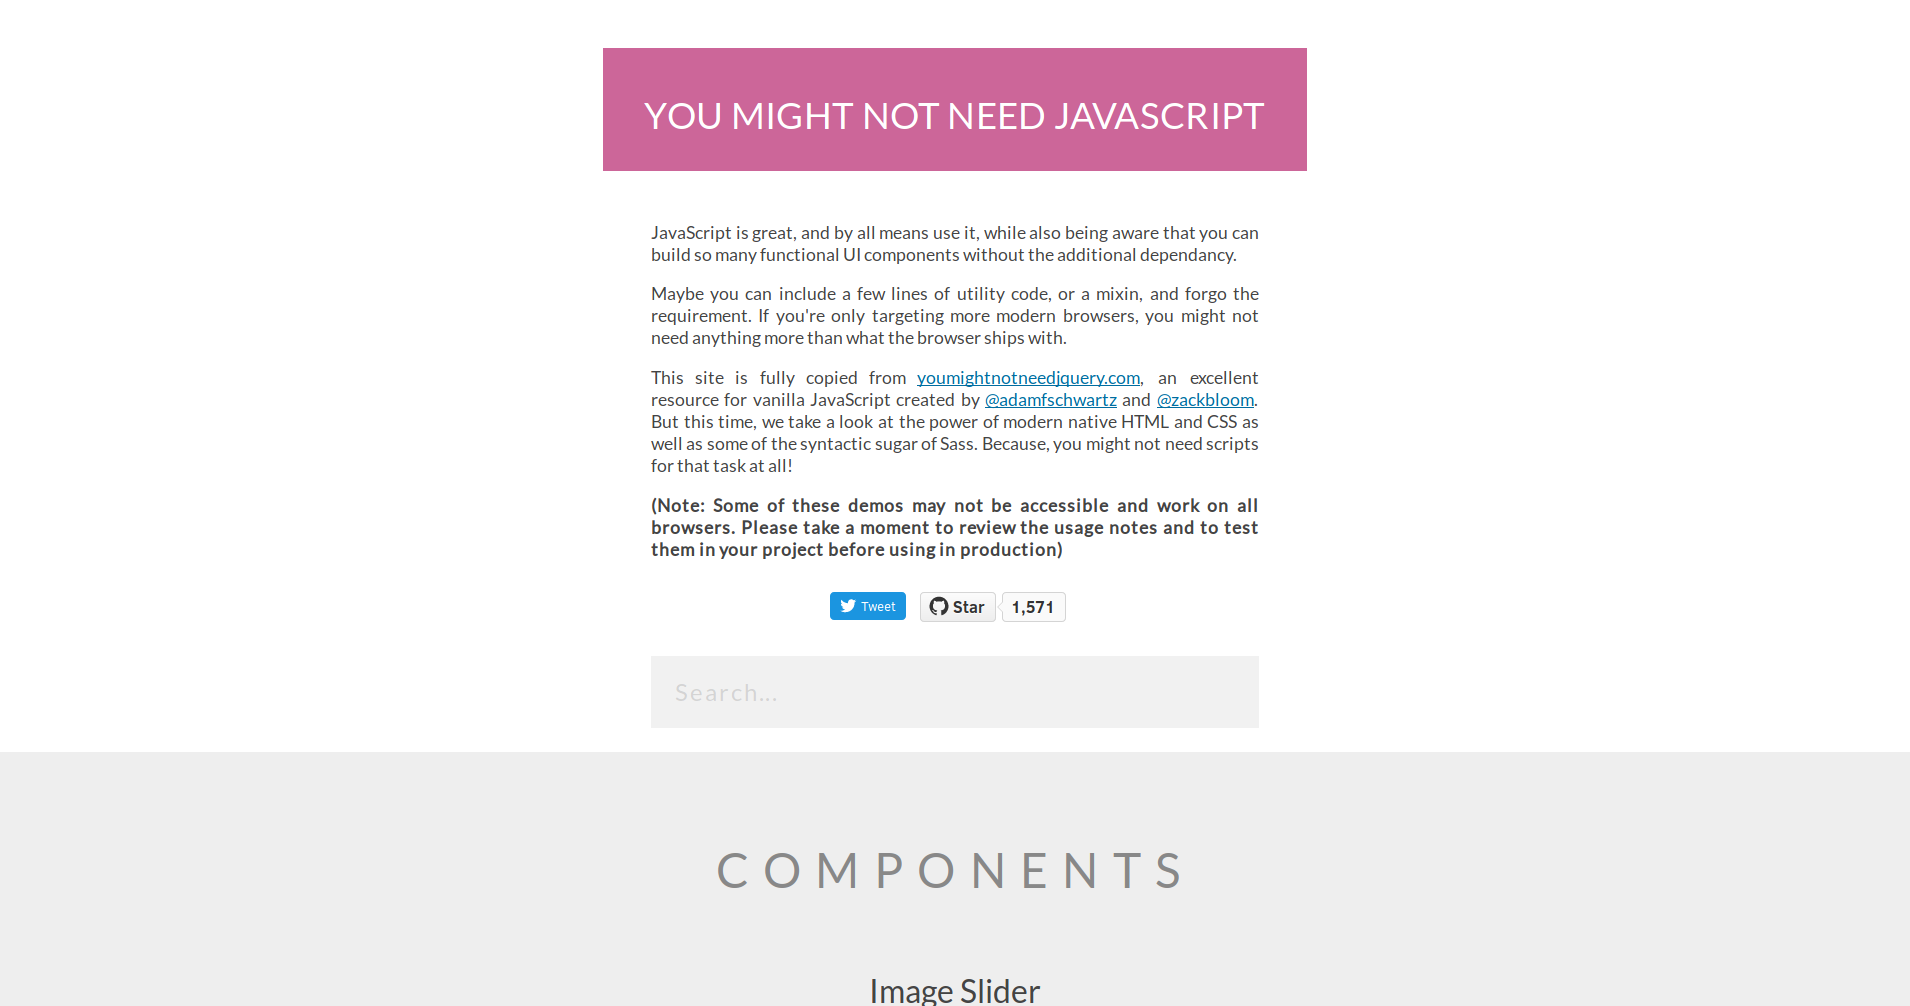 YOU MIGHT NOT NEED JAVASCRIPT
JavaScript is great, and by all means use it, while also being aware that you can
build so many functional UI components without the additional dependancy.
Maybe you can include a few lines of utility code, or a mixin, and forgo the
requirement. If you're only targeting more modern browsers, you might not
need anything more than what the browser ships with.
This site is fully copied from youmightnotneedjquery.com, an excellent
resource for vanilla JavaScript created by @adamfschwartz and @zackbloom.
But this time, we take a look at the power of modern native HTML and CSS as
well as some of the syntactic sugar of Sass. Because, you might not need scripts
for that task at all!
(Note: Some of these demos may not be accessible and work on all
browsers. Please take a moment to review the usage notes and to test
them in your project before using in production)
Tweet Star 1,571
Search...
COMPONENTS
Image Slider